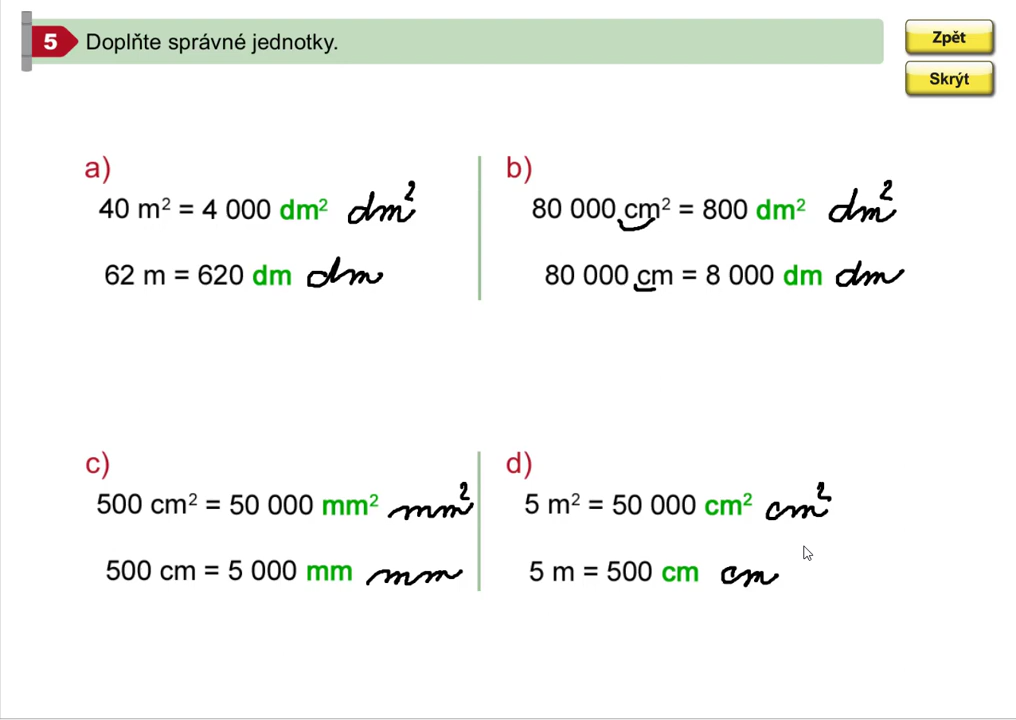 5 Doplňte správné jednotky.
Zpět
Skrýt
a)
40 m² = 4 000 dm² dm²
62 m = 620 dm dm
b)
80 000 cm² = 800 dm² dm²
80 000 cm = 8 000 dm dm
c)
500 cm² = 50 000 mm² mm²
500 cm = 5 000 mm mm
d)
5 m² = 50 000 cm² cm²
5 m = 500 cm cm